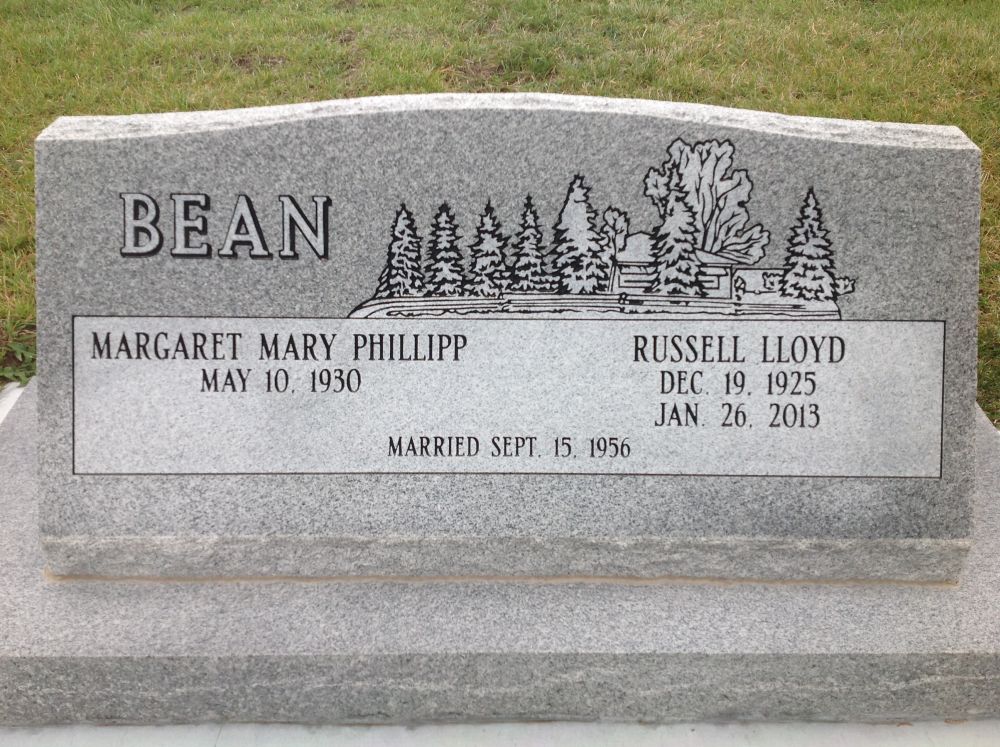 BEAN
MARGARET MARY PHILLIPP
MAY 10, 1930
RUSSELL LLOYD
DEC. 19, 1925
JAN. 26, 2013
MARRIED SEPT. 15, 1956